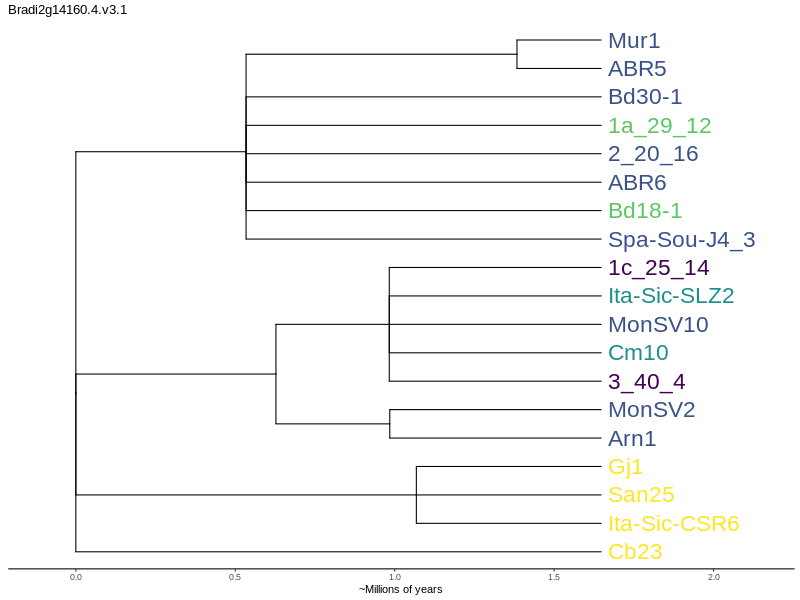 Bradi2g14160.4.v3.1
Mur1
ABR5
Bd30-1
1a_29_12
2_20_16
ABR6
Bd18-1
Spa-Sou-J4_3
1c_25_14
Ita-Sic-SLZ2
MonSV10
Cm10
3_40_4
MonSV2
Arn1
Gj1
San25
Ita-Sic-CSR6
Cb23
0.0 0.5 1.0 1.5 2.0
~Millions of years